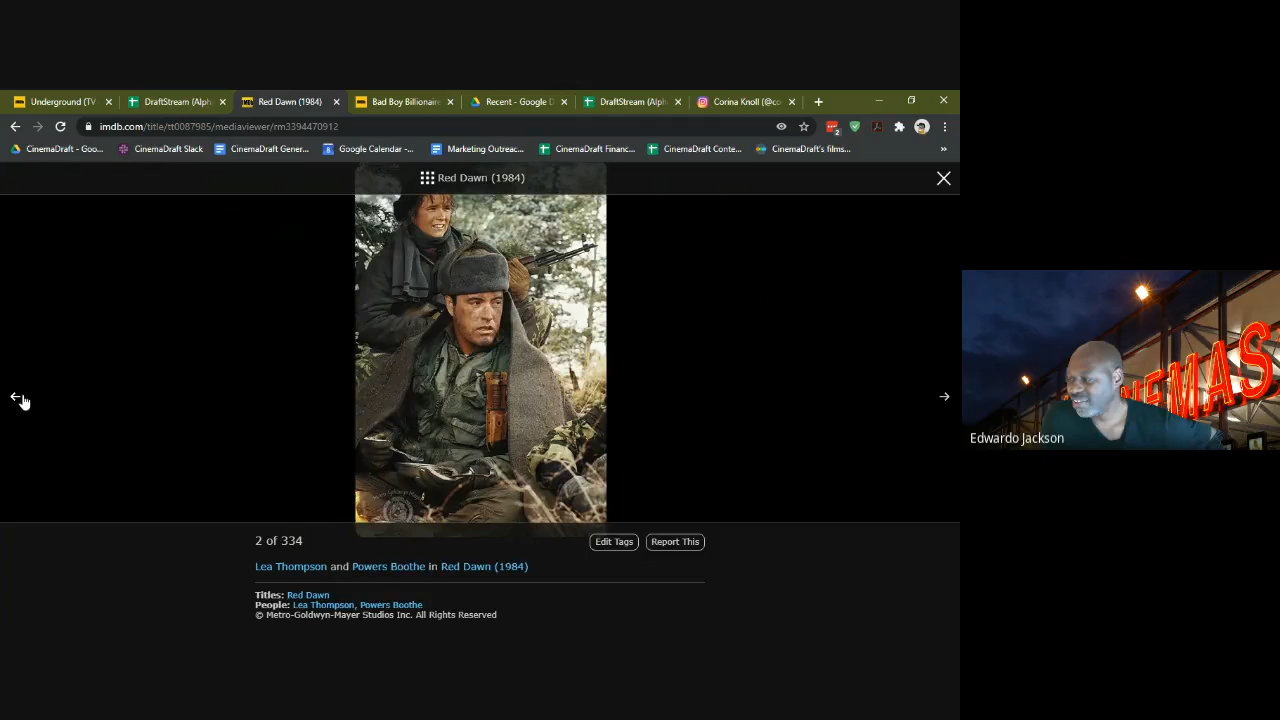 Underground (TV
DraftStream (Alph
Red Dawn (1984)
Bad Boy Billionaire
Recent - Google D
DraftStream (Alph
Corina Knoll (@co
imdb.com/title/tt0087985/mediaviewer/rm3394470912
2
CinemaDraft - Goo...
CinemaDraft Slack
CinemaDraft Gener...
Google Calendar -...
Marketing Outreac...
CinemaDraft Financ...
CinemaDraft Conte...
CinemaDraft's films...
»
Red Dawn (1984)
NEMAS
Edwardo Jackson
2 of 334
Edit Tags
Report This
Lea Thompson and Powers Boothe in Red Dawn (1984)
Titles: Red Dawn
People: Lea Thompson, Powers Boothe
© Metro-Goldwyn-Mayer Studios Inc. All Rights Reserved